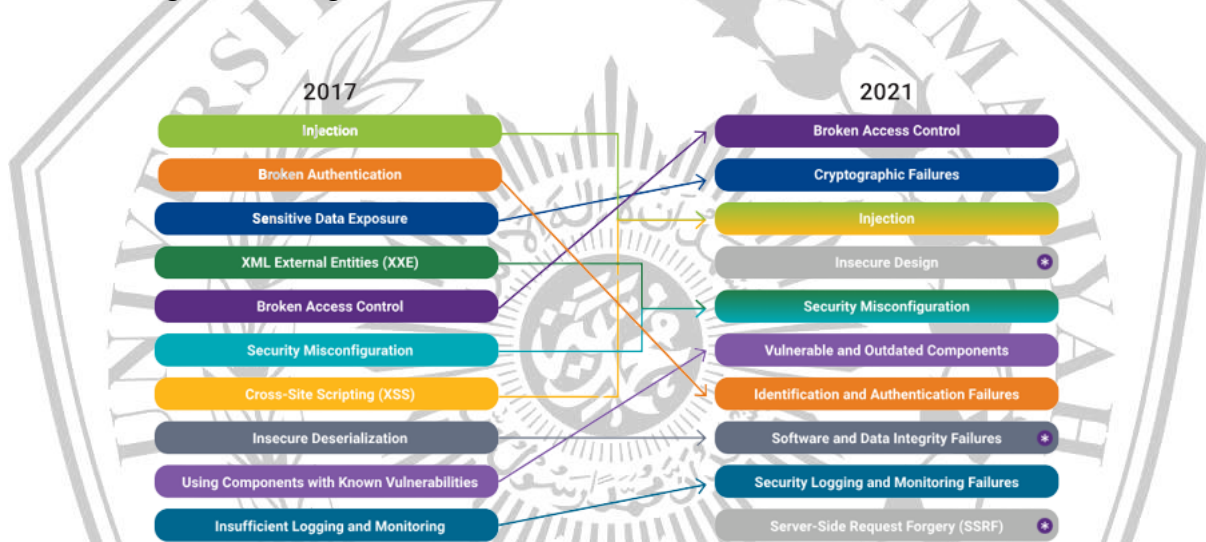 2017
2021
Injection
Broken Access Control
Broken Authentication
Cryptographic Failures
Sensitive Data Exposure
Injection
XML External Entities (XXE)
Insecure Design
Broken Access Control
Security Misconfiguration
Security Misconfiguration
Vulnerable and Outdated Components
Cross-Site Scripting (XSS)
Identification and Authentication Failures
Insecure Deserialization
Software and Data Integrity Failures
Using Components with Known Vulnerabilities
Security Logging and Monitoring Failures
Insufficient Logging and Monitoring
Server-Side Request Forgery (SSRF)